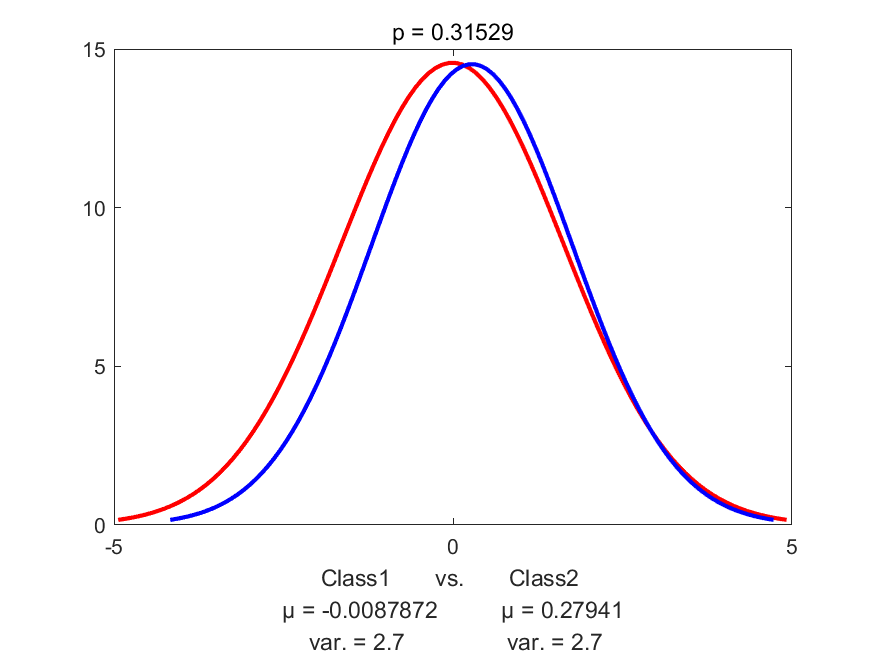 p = 0.31529
15
10
5
0
-5 0 5
Class1 vs. Class2
μ = -0.0087872 μ = 0.27941
var. = 2.7 var. = 2.7